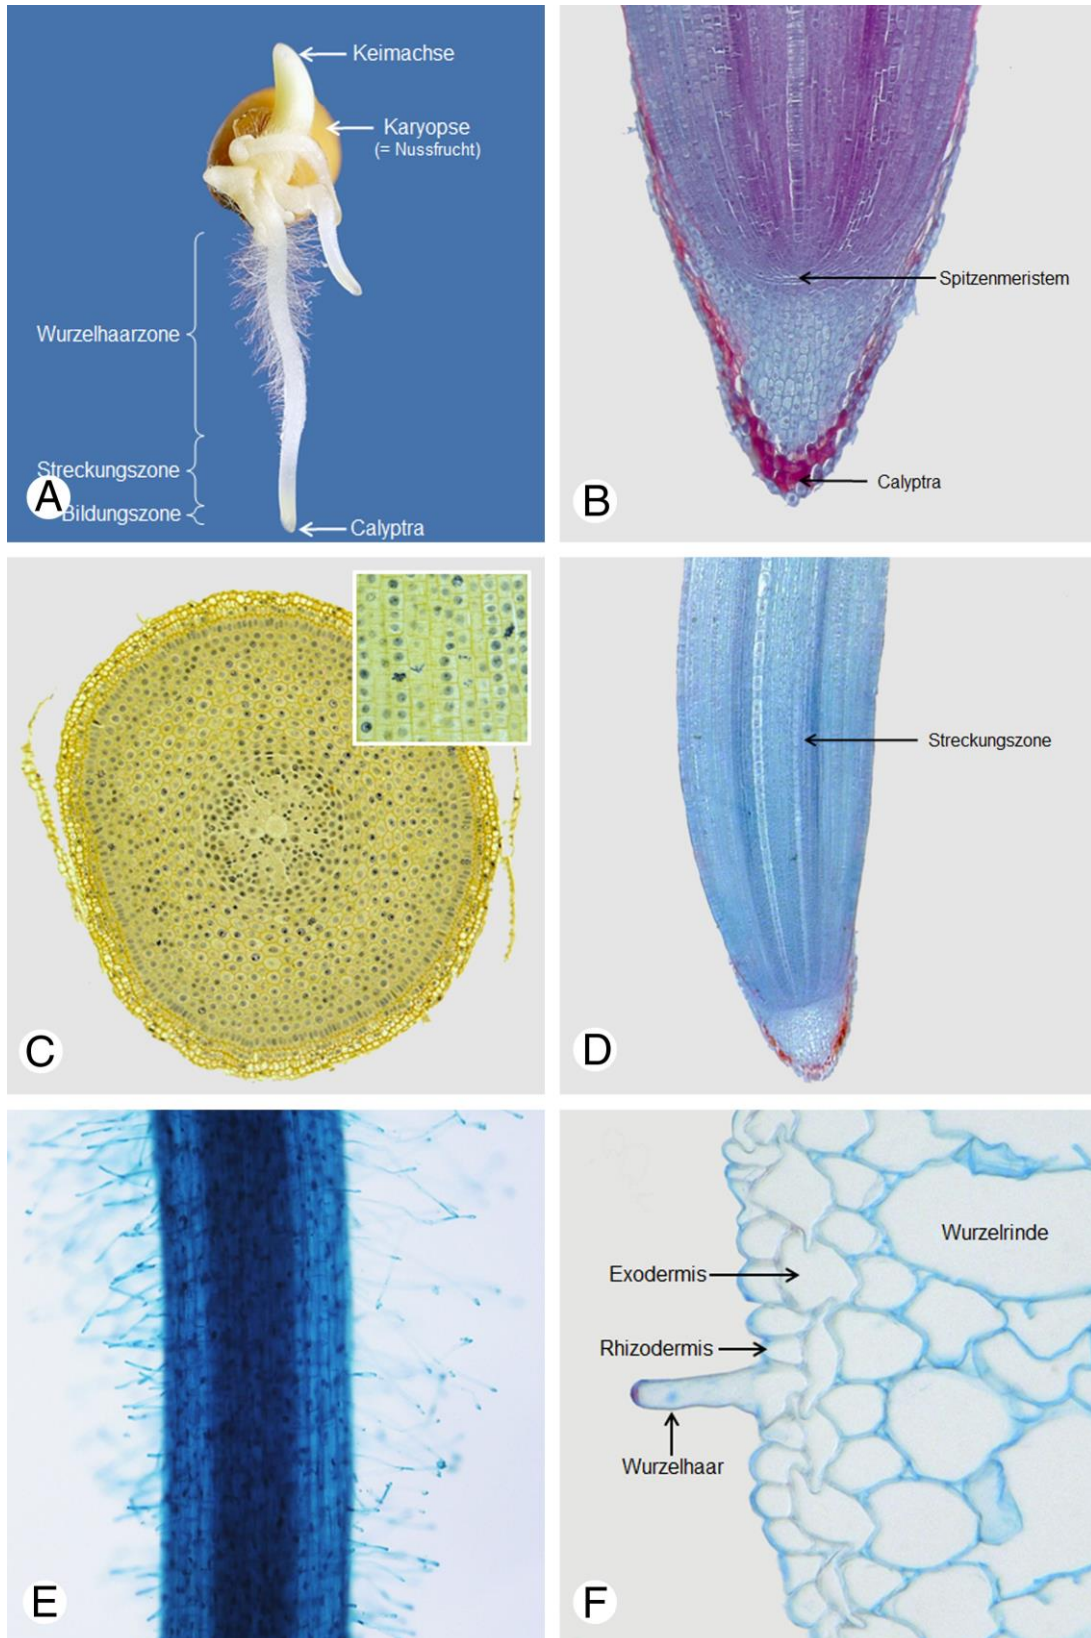 Keimachse
Karyopse
(= Nussfrucht)
Wurzelhaarzone
Streckungszone
A
Bildungszone
Calyptra
Spitzenmeristem
Calyptra
B
C
Streckungszone
D
E
Wurzelrinde
Exodermis
Rhizodermis
Wurzelhaar
F